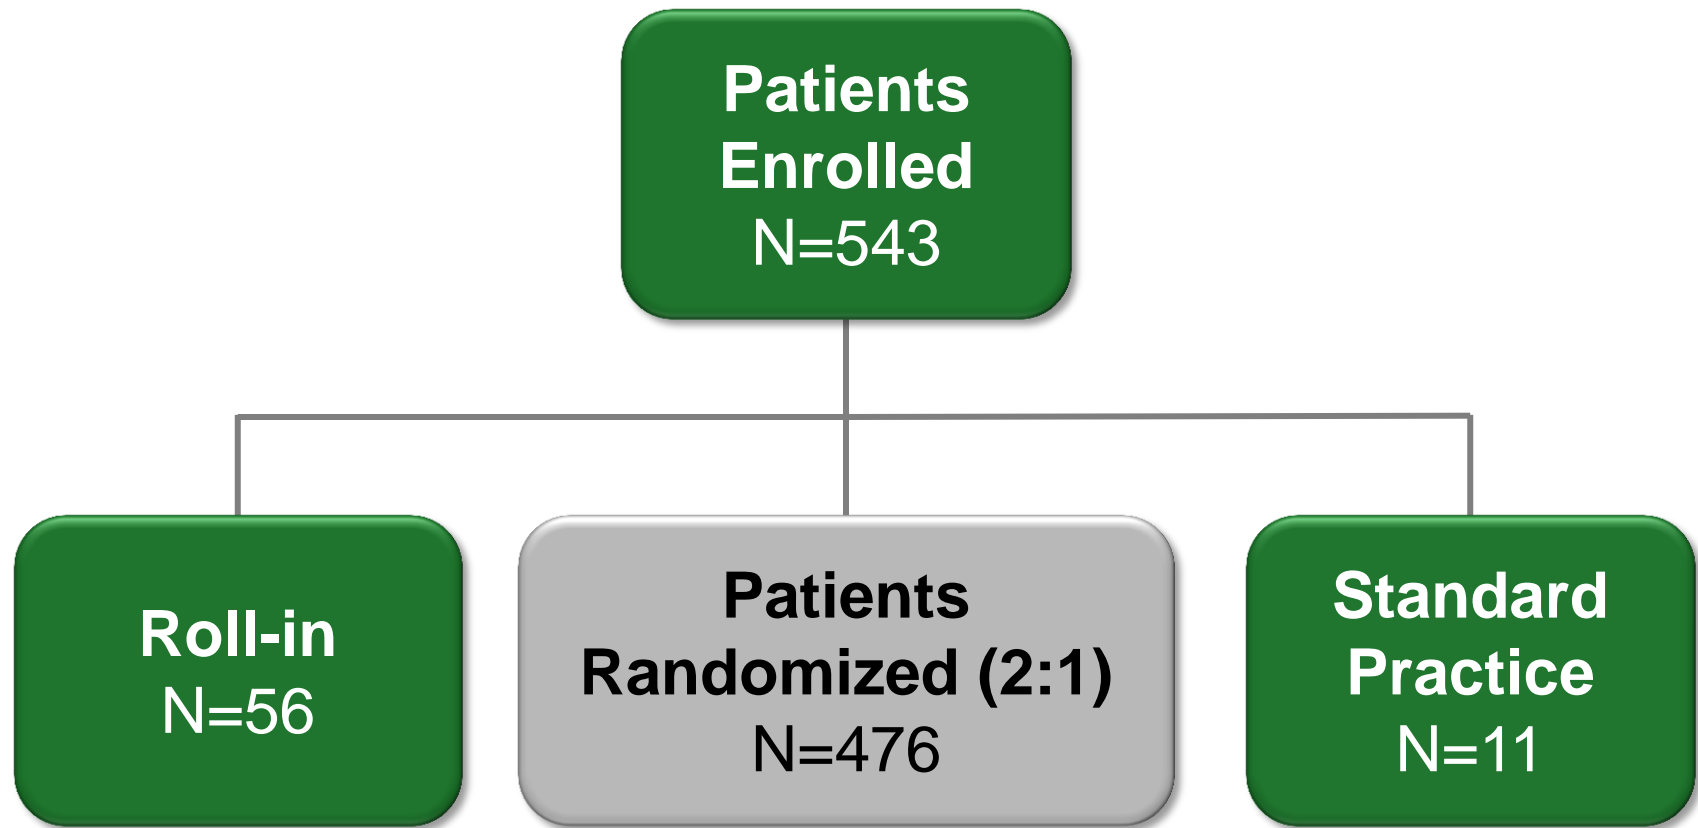 Patients
Enrolled
N=543
Roll-in
N=56
Patients
Randomized (2:1)
N=476
Standard
Practice
N=11